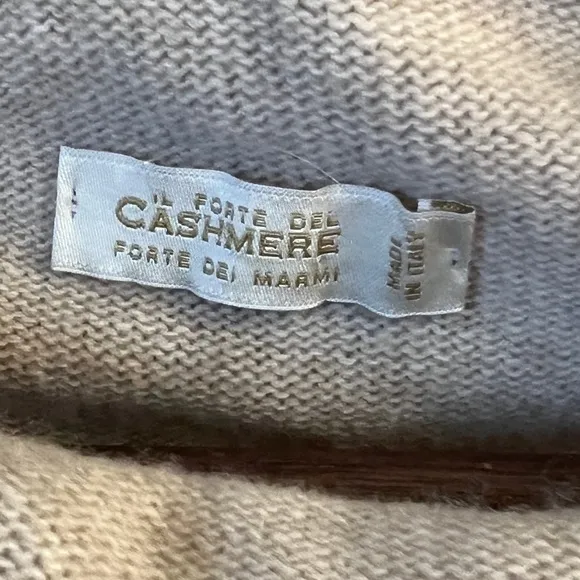 IL FORTE DEL
CASHMERE
FORTE DEI MARMI
MADE
IN ITALY